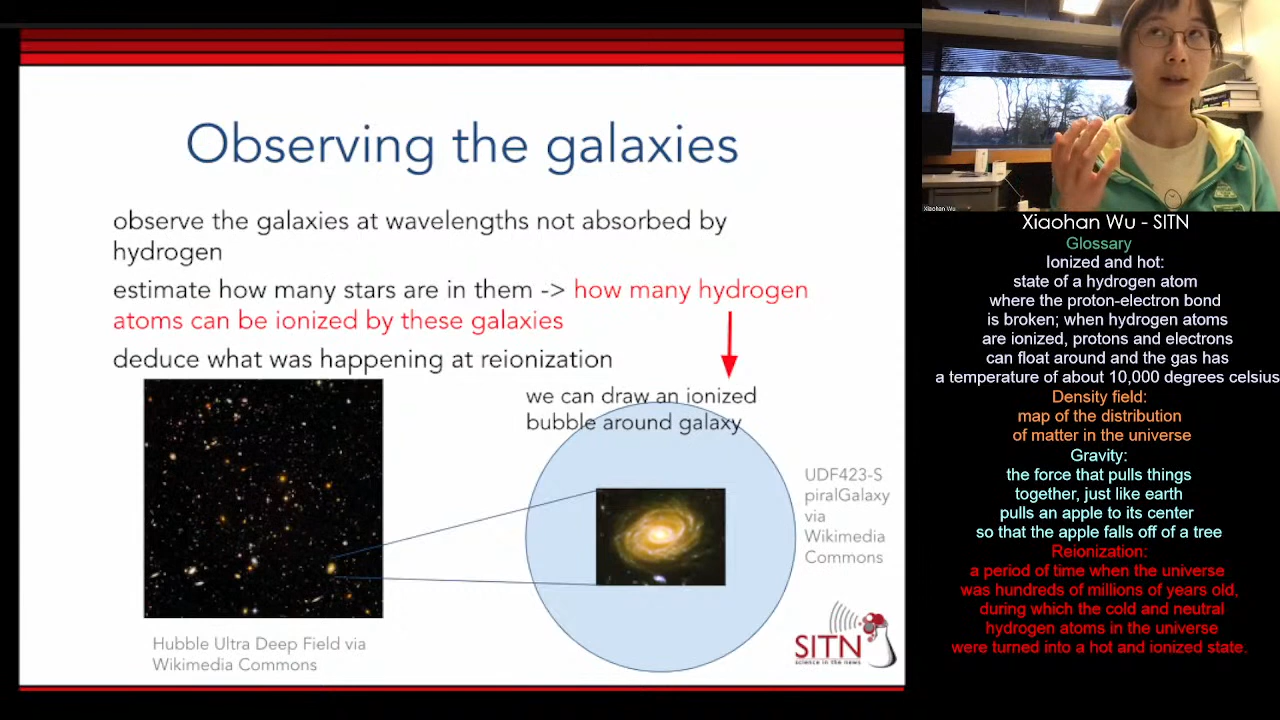 Observing the galaxies
observe the galaxies at wavelengths not absorbed by
hydrogen
estimate how many stars are in them -> how many hydrogen
atoms can be ionized by these galaxies
deduce what was happening at reionization
we can draw an ionized
bubble around galaxy
UDF423-S
piralGalaxy
via
Wikimedia
Commons
Hubble Ultra Deep Field via
Wikimedia Commons
SITN
science in the news
Xiaohan Wu
Xiaohan Wu - SITN
Glossary
Ionized and hot:
state of a hydrogen atom
where the proton-electron bond
is broken; when hydrogen atoms
are ionized, protons and electrons
can float around and the gas has
a temperature of about 10,000 degrees celsius
Density field:
map of the distribution
of matter in the universe
Gravity:
the force that pulls things
together, just like earth
pulls an apple to its center
so that the apple falls off of a tree
Reionization:
a period of time when the universe
was hundreds of millions of years old,
during which the cold and neutral
hydrogen atoms in the universe
were turned into a hot and ionized state.